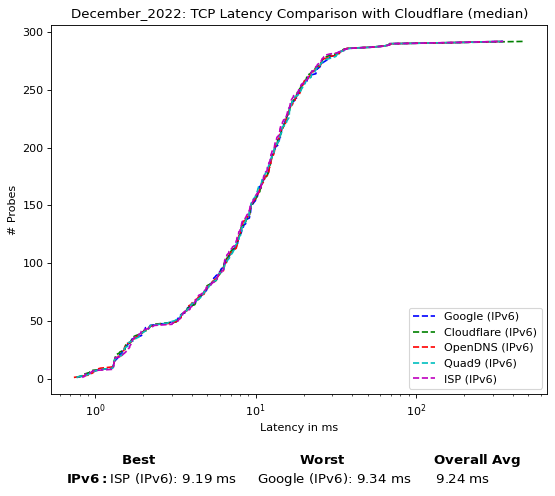 December_2022: TCP Latency Comparison with Cloudflare (median)
300
250
200
150
100
50
0
# Probes
10⁰
10¹
10²
Latency in ms
Google (IPv6)
Cloudflare (IPv6)
OpenDNS (IPv6)
Quad9 (IPv6)
ISP (IPv6)
Best Worst Overall Avg
IPv6: ISP (IPv6): 9.19 ms Google (IPv6): 9.34 ms 9.24 ms